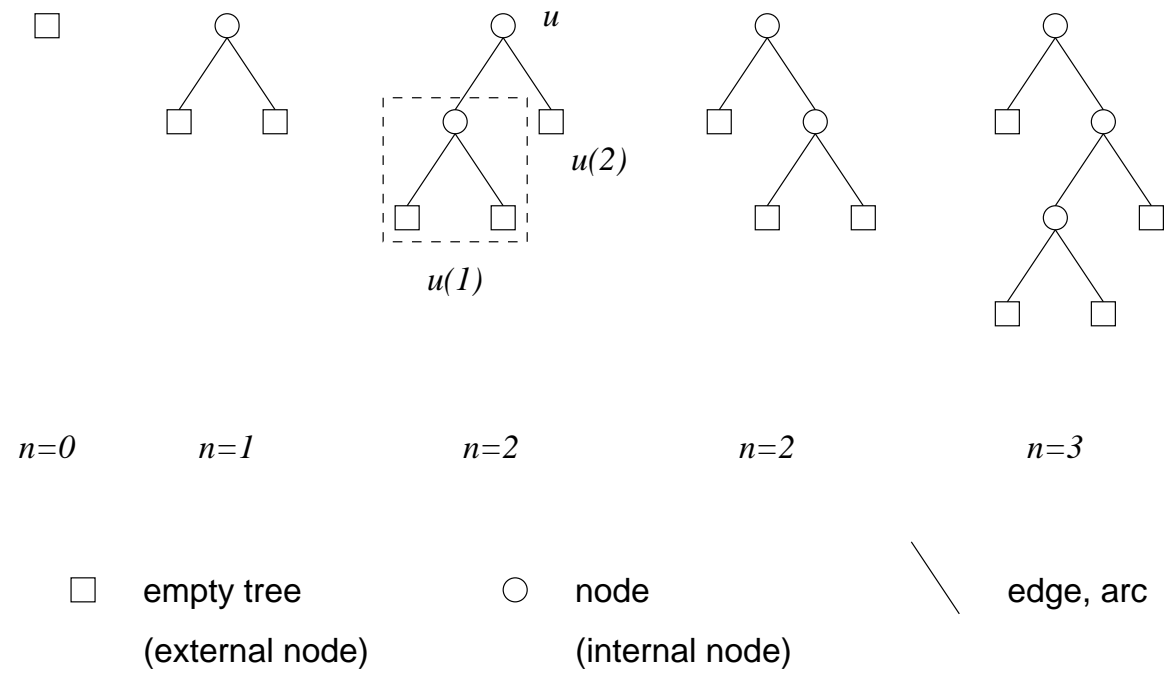 u
u(2)
u(1)
n=0 n=1 n=2 n=2 n=3
empty tree node edge, arc
(external node) (internal node)